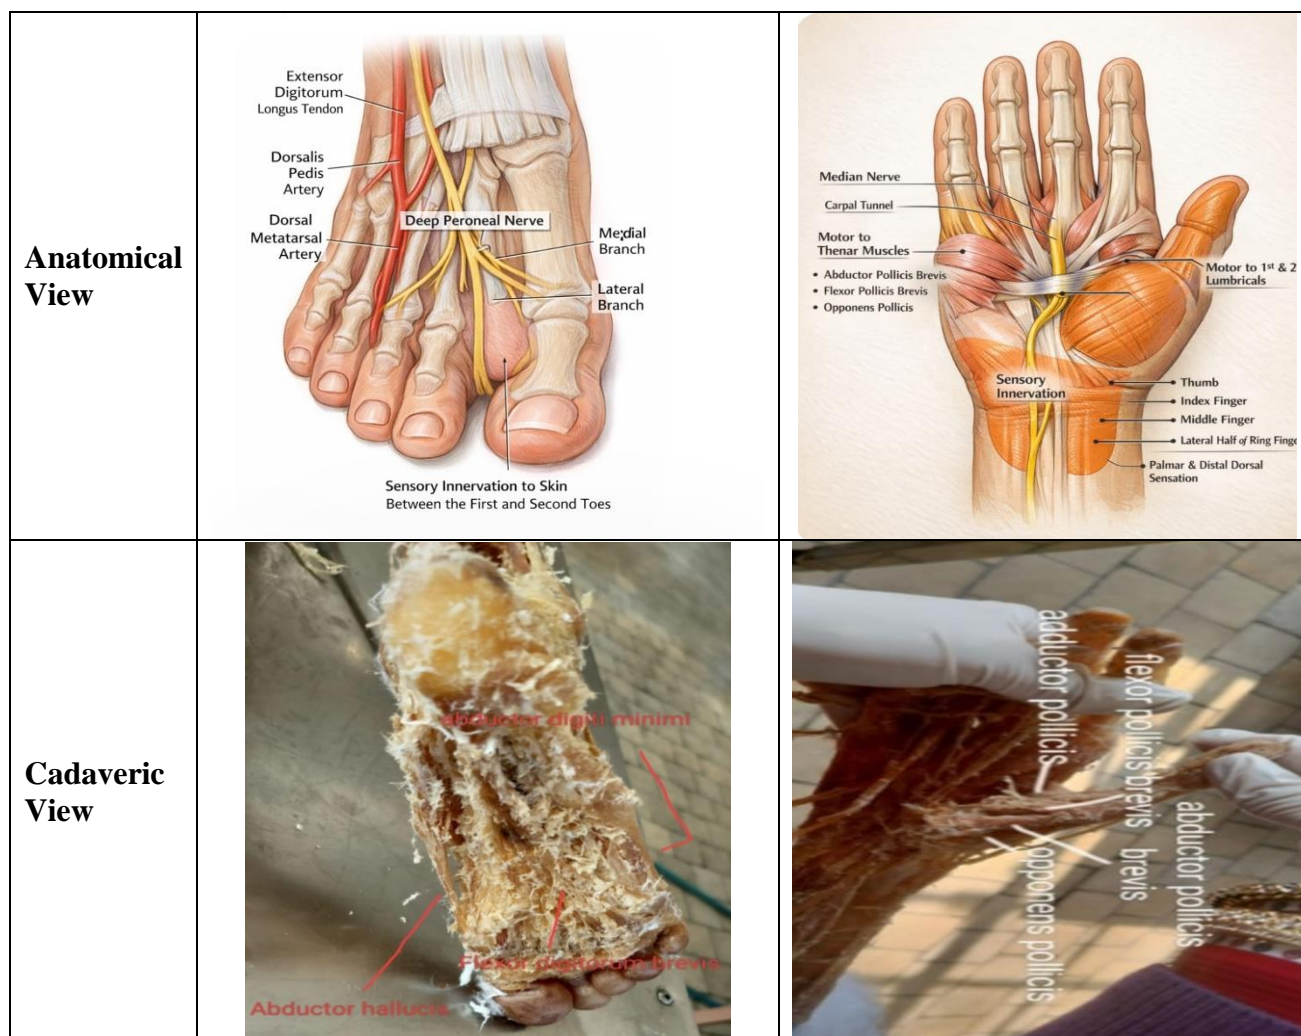 Anatomical
View
Extensor
Digitorum
Longus Tendon
Dorsalis
Pedis
Artery
Dorsal
Metatarsal
Artery
Deep Peroneal Nerve
Medial
Branch
Lateral
Branch
Sensory Innervation to Skin
Between the First and Second Toes
Median Nerve
Carpal Tunnel
Motor to
Thenar Muscles
• Abductor Pollicis Brevis
• Flexor Pollicis Brevis
• Opponens Pollicis
Motor to 1st & 2
Lumbricals
Sensory
Innervation
Thumb
Index Finger
Middle Finger
Lateral Half of Ring Finge
Palmar & Distal Dorsal
Sensation
Cadaveric
View
abductor digiti minimi
Flexor digitorum brevis
Abductor hallucis
adductor pollicis
flexor pollicis brevis
abductor pollicis
brevis
opponens pollicis